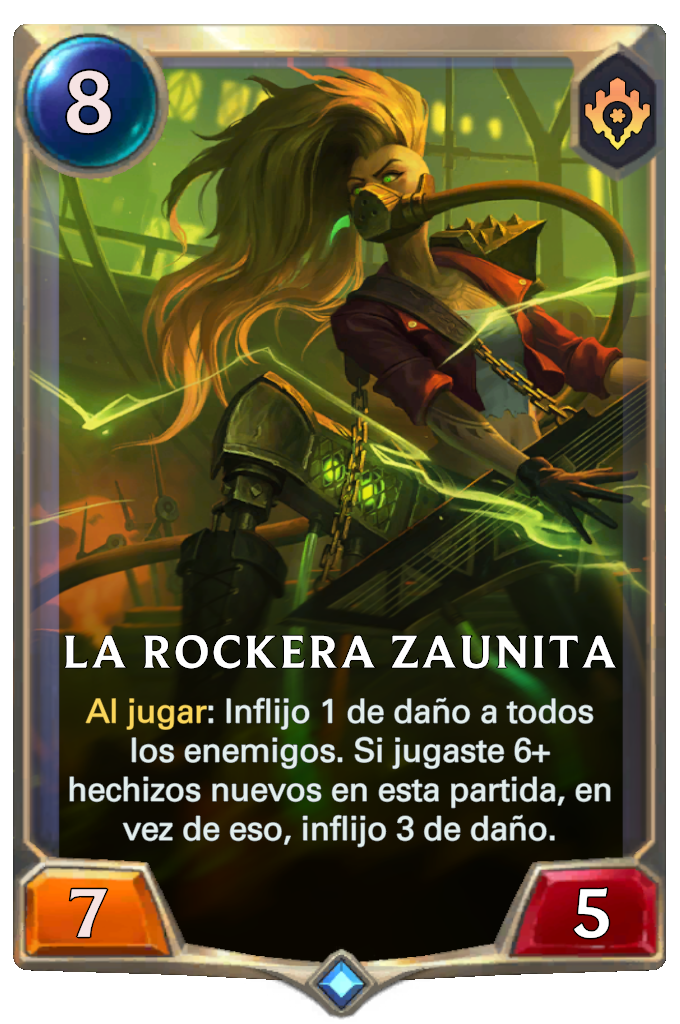 8
LA ROCKERA ZAUNITA
Al jugar: Inflijo 1 de daño a todos
los enemigos. Si jugaste 6+
hechizos nuevos en esta partida, en
vez de eso, inflijo 3 de daño.
7
5